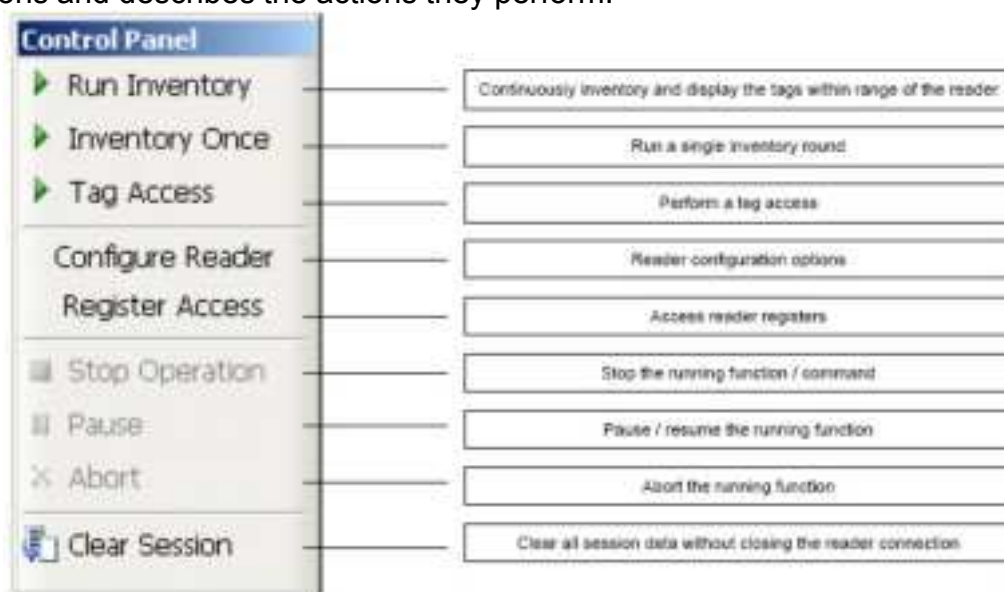 ons and describes the actions they perform.
Control Panel
Run Inventory
Continuously inventory and display the tags within range of the reader
Inventory Once
Run a single inventory round
Tag Access
Perform a tag access
Configure Reader
Reader configuration options
Register Access
Access reader registers
Stop Operation
Stop the running function / command
Pause
Pause / resume the running function
Abort
Abort the running function
Clear Session
Clear all session data without closing the reader connection